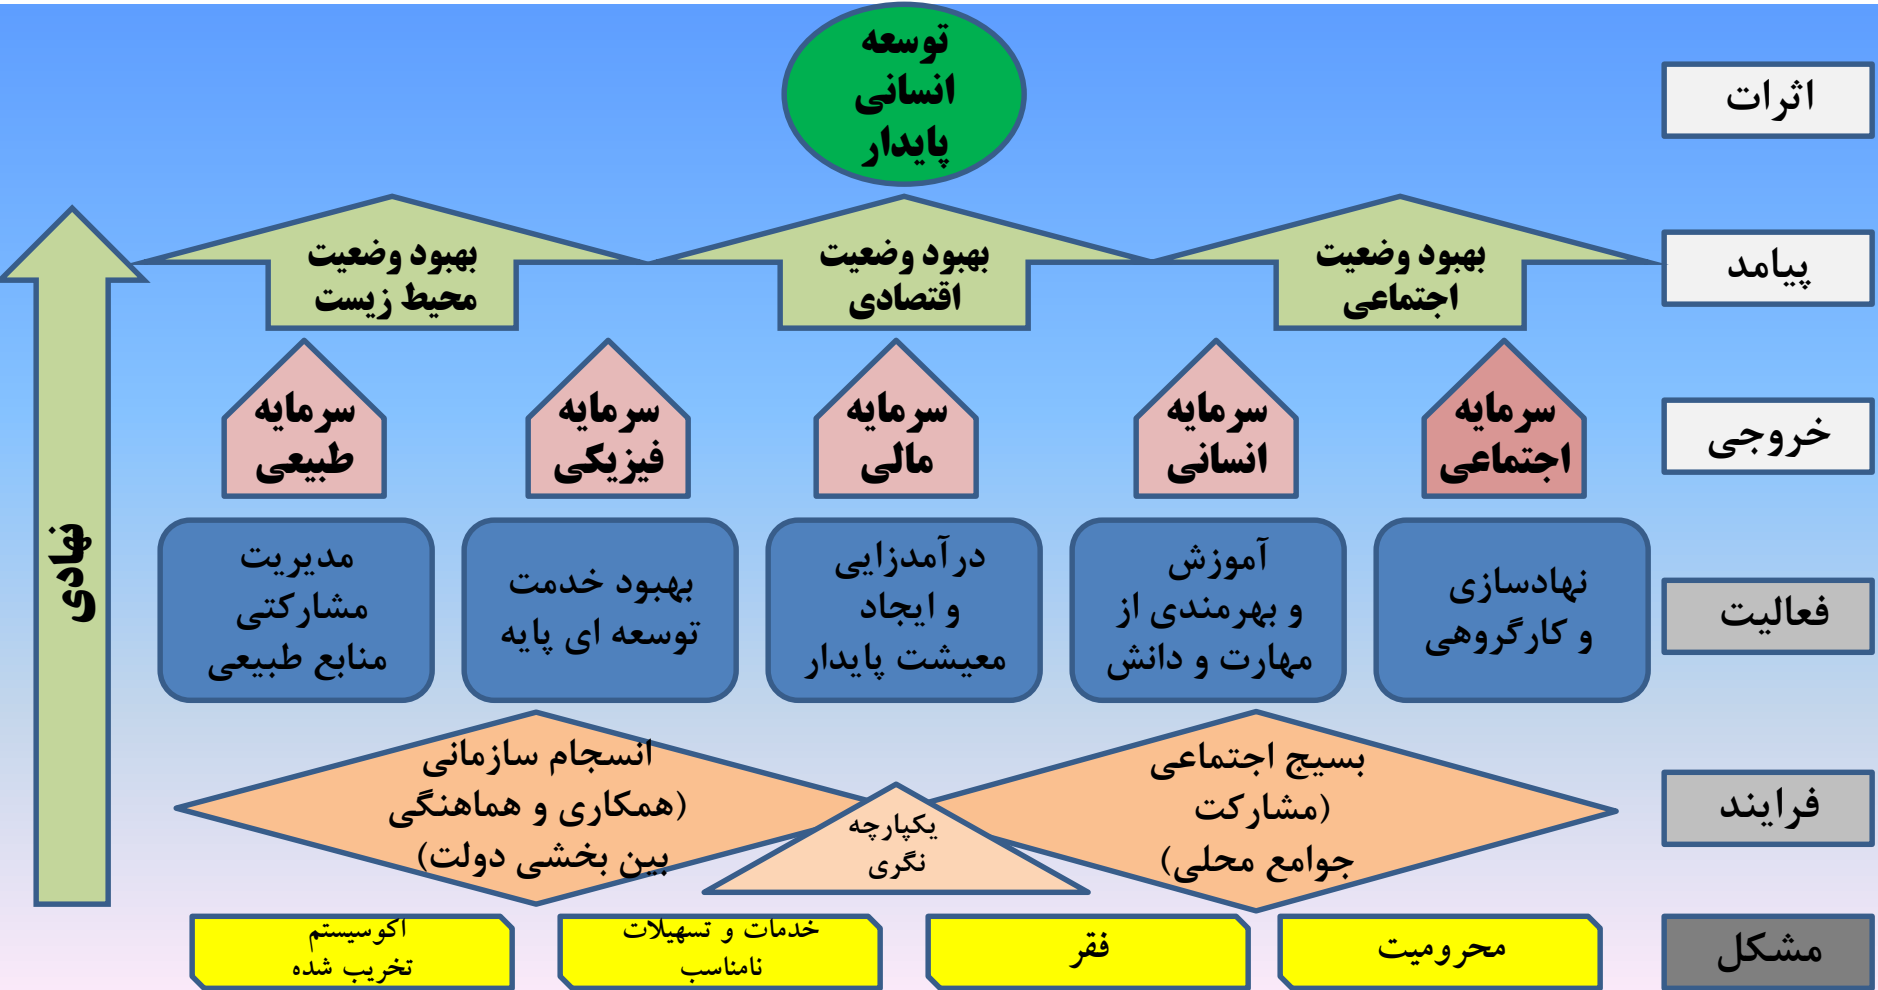 توسعه
انسانی
پایدار
اثرات
بهبود وضعیت
اجتماعی
بهبود وضعیت
اقتصادی
بهبود وضعیت
محیط زیست
پیامد
سرمایه
اجتماعی
سرمایه
انسانی
سرمایه
مالی
سرمایه
فیزیکی
سرمایه
طبیعی
خروجی
نهادی
نهادسازی
و کارگروهی
آموزش
و بهرمندی از
مهارت و دانش
درآمدزایی
و ایجاد
معیشت پایدار
بهبود خدمت
توسعه ای پایه
مدیریت
مشارکتی
منابع طبیعی
فعالیت
بسیج اجتماعی
(مشارکت
جوامع محلی)
یکپارچه
نگری
انسجام سازمانی
(همکاری و هماهنگی
بین بخشی دولت)
فرایند
محرومیت
فقر
خدمات و تسهیلات
نامناسب
اکوسیستم
تخریب شده
مشکل